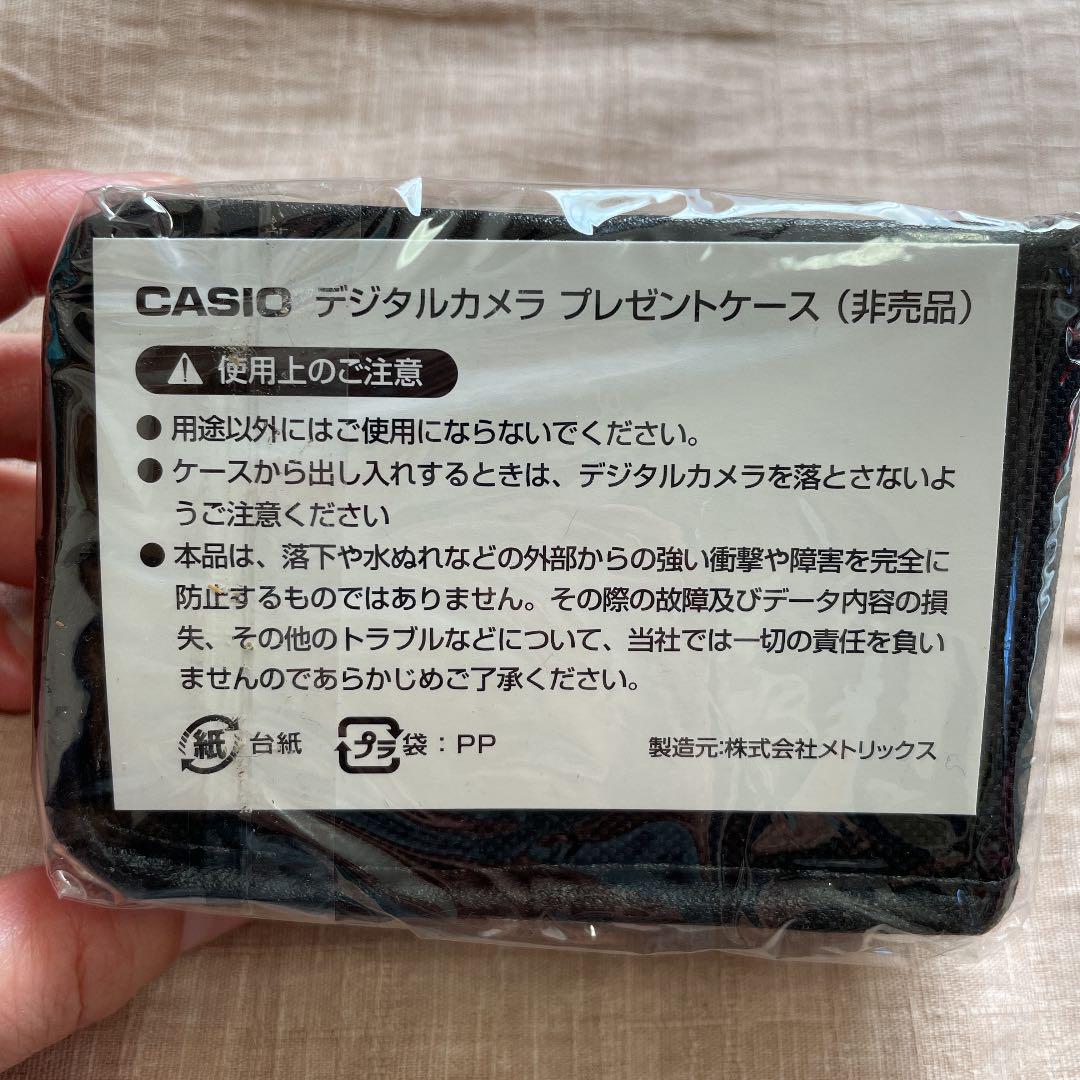 CASIO デジタルカメラ プレゼントケース（非売品）
使用上のご注意
● 用途以外にはご使用にならないでください。
● ケースから出し入れするときは、デジタルカメラを落とさないよ
うご注意ください
● 本品は、落下や水ぬれなどの外部からの強い衝撃や障害を完全に
防止するものではありません。その際の故障及びデータ内容の損
失、その他のトラブルなどについて、当社では一切の責任を負い
ませんのであらかじめご了承ください。
紙 台紙 プラ 袋：PP 製造元:株式会社メトリックス